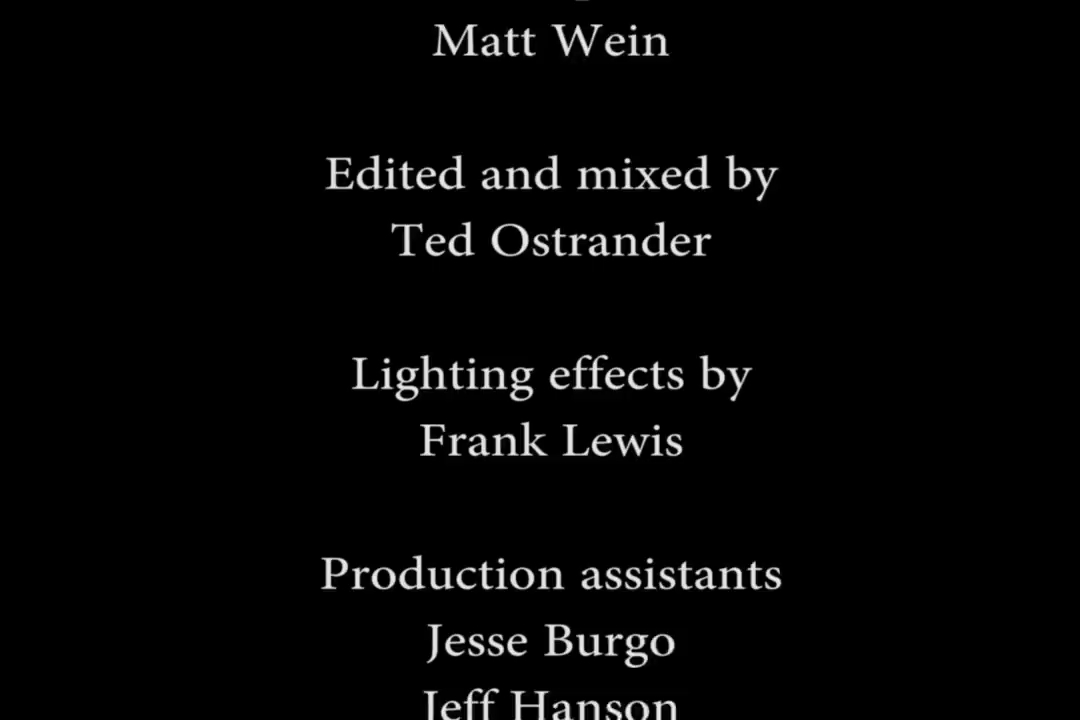 Matt Wein
Edited and mixed by
Ted Ostrander
Lighting effects by
Frank Lewis
Production assistants
Jesse Burgo
Jeff Hanson